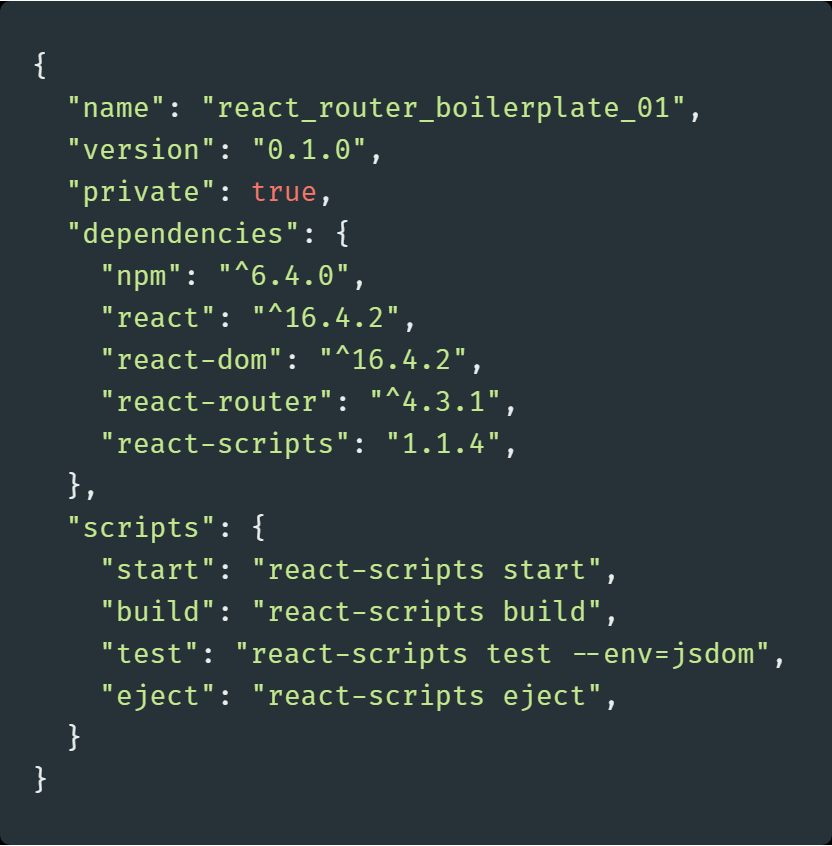 {
  "name": "react_router_boilerplate_01",
  "version": "0.1.0",
  "private": true,
  "dependencies": {
    "npm": "^6.4.0",
    "react": "^16.4.2",
    "react-dom": "^16.4.2",
    "react-router": "^4.3.1",
    "react-scripts": "1.1.4",
  },
  "scripts": {
    "start": "react-scripts start",
    "build": "react-scripts build",
    "test": "react-scripts test --env=jsdom",
    "eject": "react-scripts eject",
  }
}